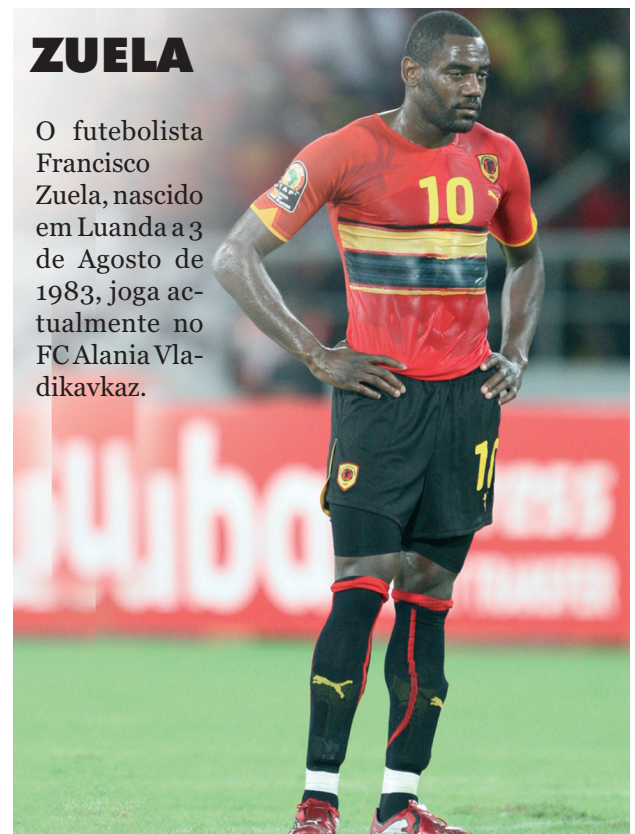 ZUELA
O futebolista
Francisco
Zuela, nascido
em Luanda a 3
de Agosto de
1983, joga ac-
tualmente no
FC Alania Vla-
dikavkaz.
10
10
TRANSFER